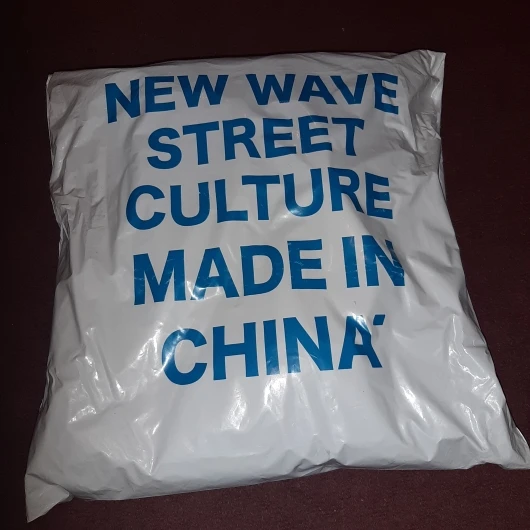 NEW WAVE
STREET
CULTURE
MADE IN
CHINA